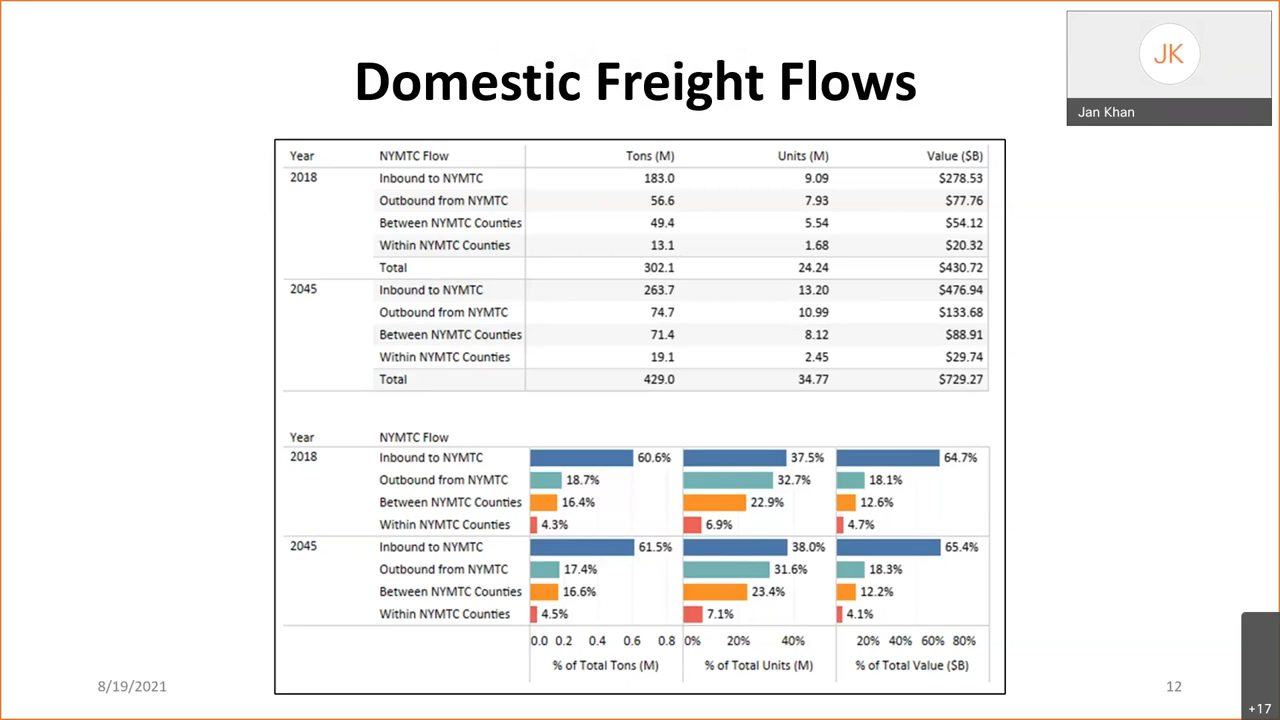 Domestic Freight Flows
JK
Jan Khan
Year NYMTC Flow Tons (M) Units (M) Value ($B)
2018 Inbound to NYMTC 183.0 9.09 $278.53
Outbound from NYMTC 56.6 7.93 $77.76
Between NYMTC Counties 49.4 5.54 $54.12
Within NYMTC Counties 13.1 1.68 $20.32
Total 302.1 24.24 $430.72
2045 Inbound to NYMTC 263.7 13.20 $476.94
Outbound from NYMTC 74.7 10.99 $133.68
Between NYMTC Counties 71.4 8.12 $88.91
Within NYMTC Counties 19.1 2.45 $29.74
Total 429.0 34.77 $729.27
Year NYMTC Flow
2018 Inbound to NYMTC 60.6% 37.5% 64.7%
Outbound from NYMTC 18.7% 32.7% 18.1%
Between NYMTC Counties 16.4% 22.9% 12.6%
Within NYMTC Counties 4.3% 6.9% 4.7%
2045 Inbound to NYMTC 61.5% 38.0% 65.4%
Outbound from NYMTC 17.4% 31.6% 18.3%
Between NYMTC Counties 16.6% 23.4% 12.2%
Within NYMTC Counties 4.5% 7.1% 4.1%
0.0 0.2 0.4 0.6 0.8 0% 20% 40% 20% 40% 60% 80%
% of Total Tons (M) % of Total Units (M) % of Total Value ($B)
8/19/2021
12
+17